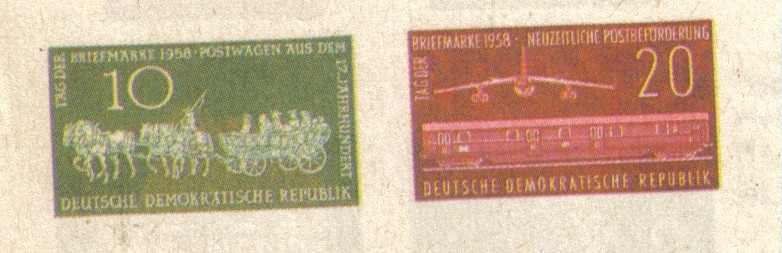 TAG DER BRIEFMARKE 1958 · POSTWAGEN AUS DEM 17. JAHRHUNDERT
10
DEUTSCHE DEMOKRATISCHE REPUBLIK
TAG DER BRIEFMARKE 1958 · NEUZEITLICHE POSTBEFÖRDERUNG
20
DEUTSCHE DEMOKRATISCHE REPUBLIK